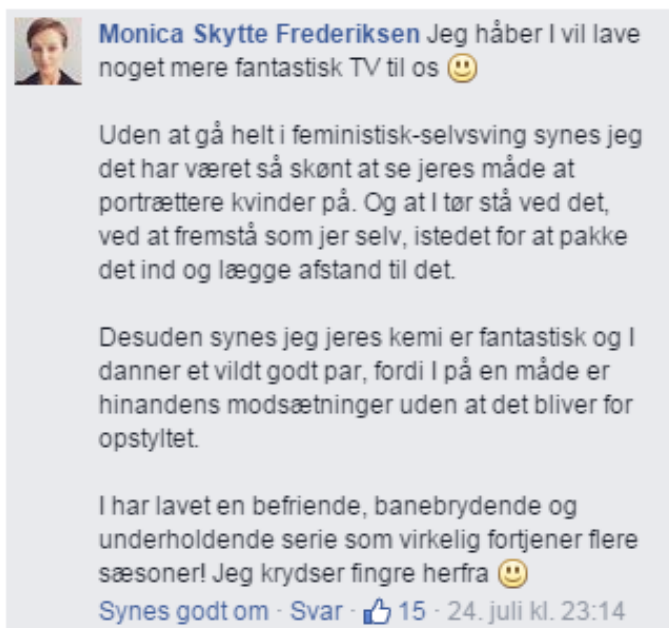 Monica Skytte Frederiksen Jeg håber I vil lave
noget mere fantastisk TV til os
Uden at gå helt i feministisk-selvsving synes jeg
det har været så skønt at se jeres måde at
portrættere kvinder på. Og at I tør stå ved det,
ved at fremstå som jer selv, istedet for at pakke
det ind og lægge afstand til det.
Desuden synes jeg jeres kemi er fantastisk og I
danner et vildt godt par, fordi I på en måde er
hinandens modsætninger uden at det bliver for
opstyltet.
I har lavet en befriende, banebrydende og
underholdende serie som virkelig fortjener flere
sæsoner! Jeg krydser fingre herfra
Synes godt om · Svar · 15 · 24. juli kl. 23:14